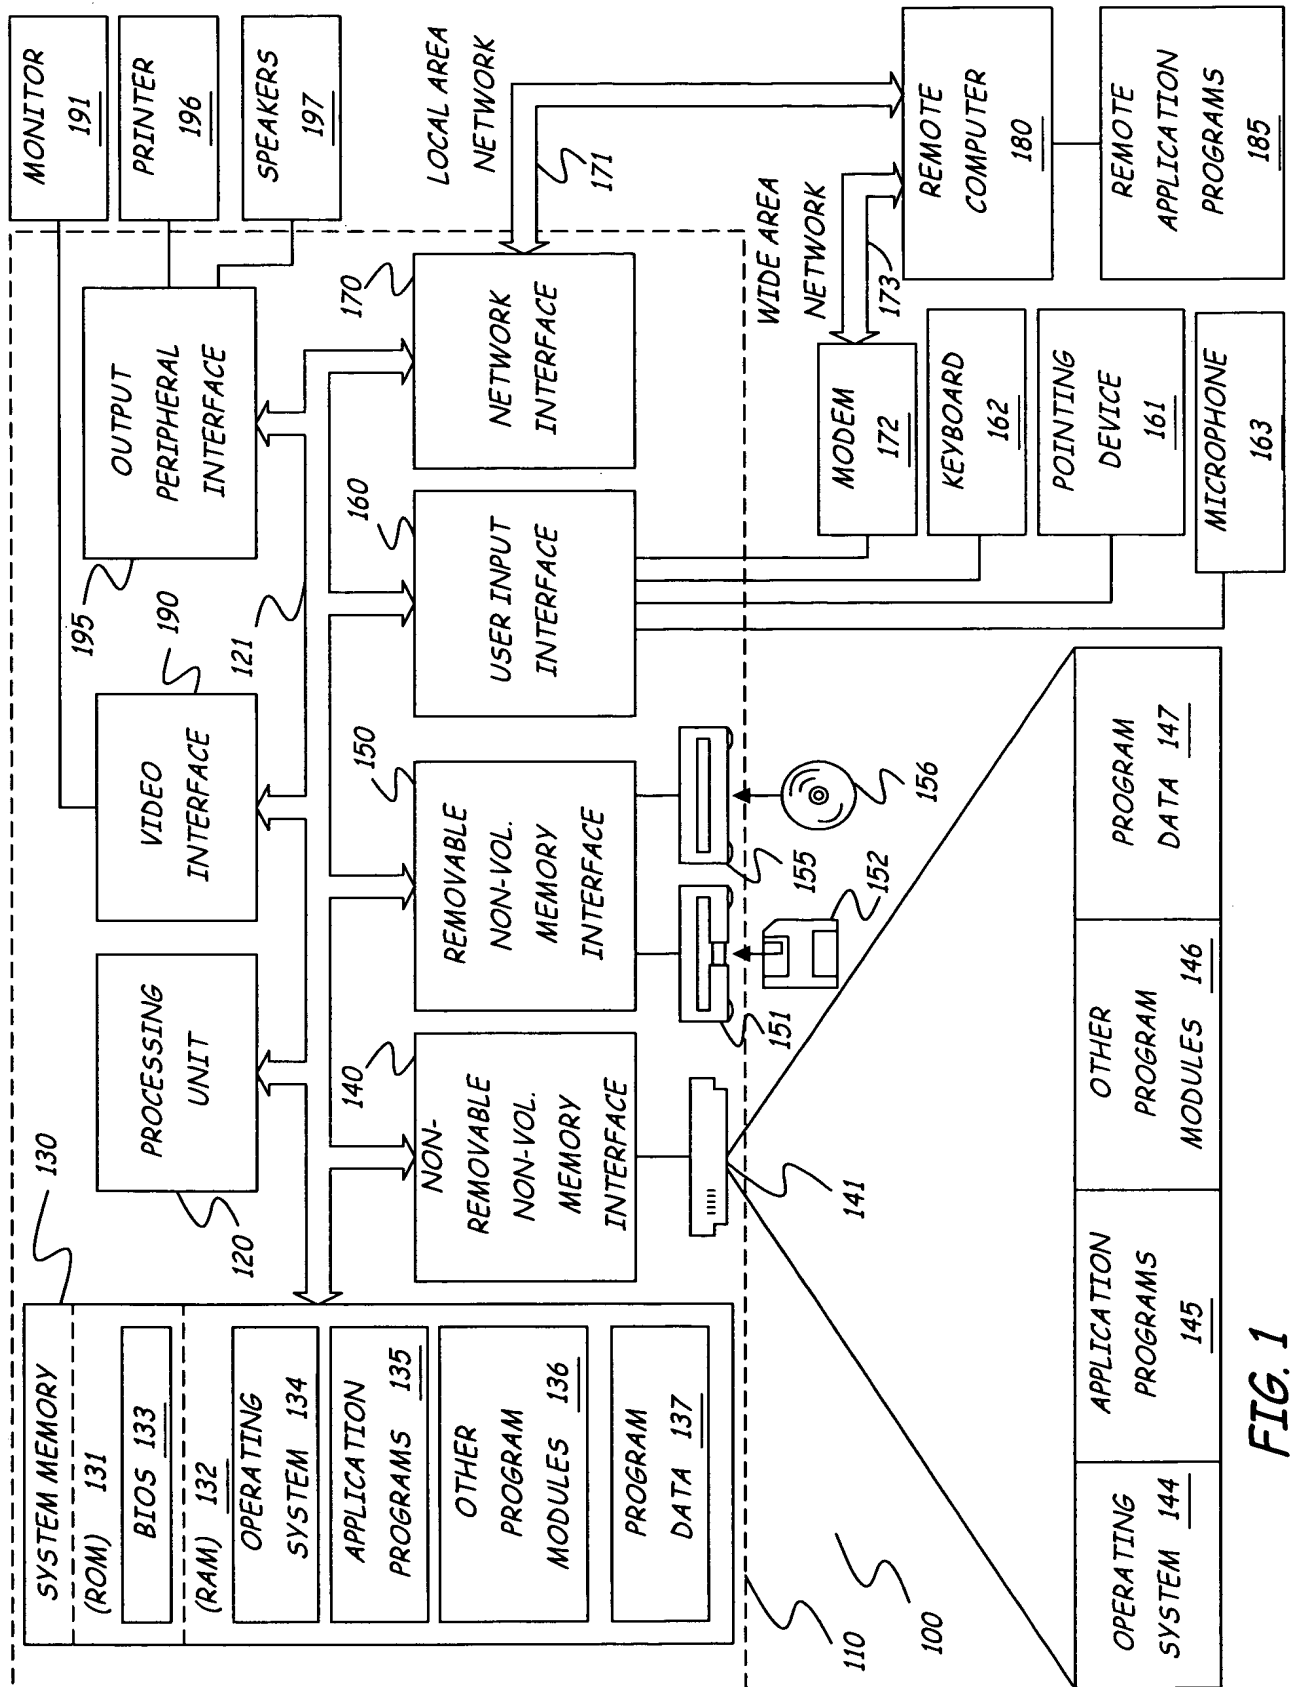 SYSTEM MEMORY
(ROM) 131
BIOS 133
(RAM) 132
OPERATING
SYSTEM 134
APPLICATION
PROGRAMS 135
OTHER
PROGRAM
MODULES 136
PROGRAM
DATA 137
130
PROCESSING
UNIT
120
VIDEO
INTERFACE
190
121
OUTPUT
PERIPHERAL
INTERFACE
195
MONITOR
191
PRINTER
196
SPEAKERS
197
NON-
REMOVABLE
NON-VOL.
MEMORY
INTERFACE
140
REMOVABLE
NON-VOL.
MEMORY
INTERFACE
150
USER INPUT
INTERFACE
160
NETWORK
INTERFACE
170
LOCAL AREA
NETWORK
171
WIDE AREA
NETWORK
173
141
151
152
155
156
MODEM
172
KEYBOARD
162
POINTING
DEVICE
161
MICROPHONE
163
REMOTE
COMPUTER
180
REMOTE
APPLICATION
PROGRAMS
185
110
100
OPERATING
SYSTEM 144
APPLICATION
PROGRAMS
145
OTHER
PROGRAM
MODULES 146
PROGRAM
DATA 147
FIG. 1